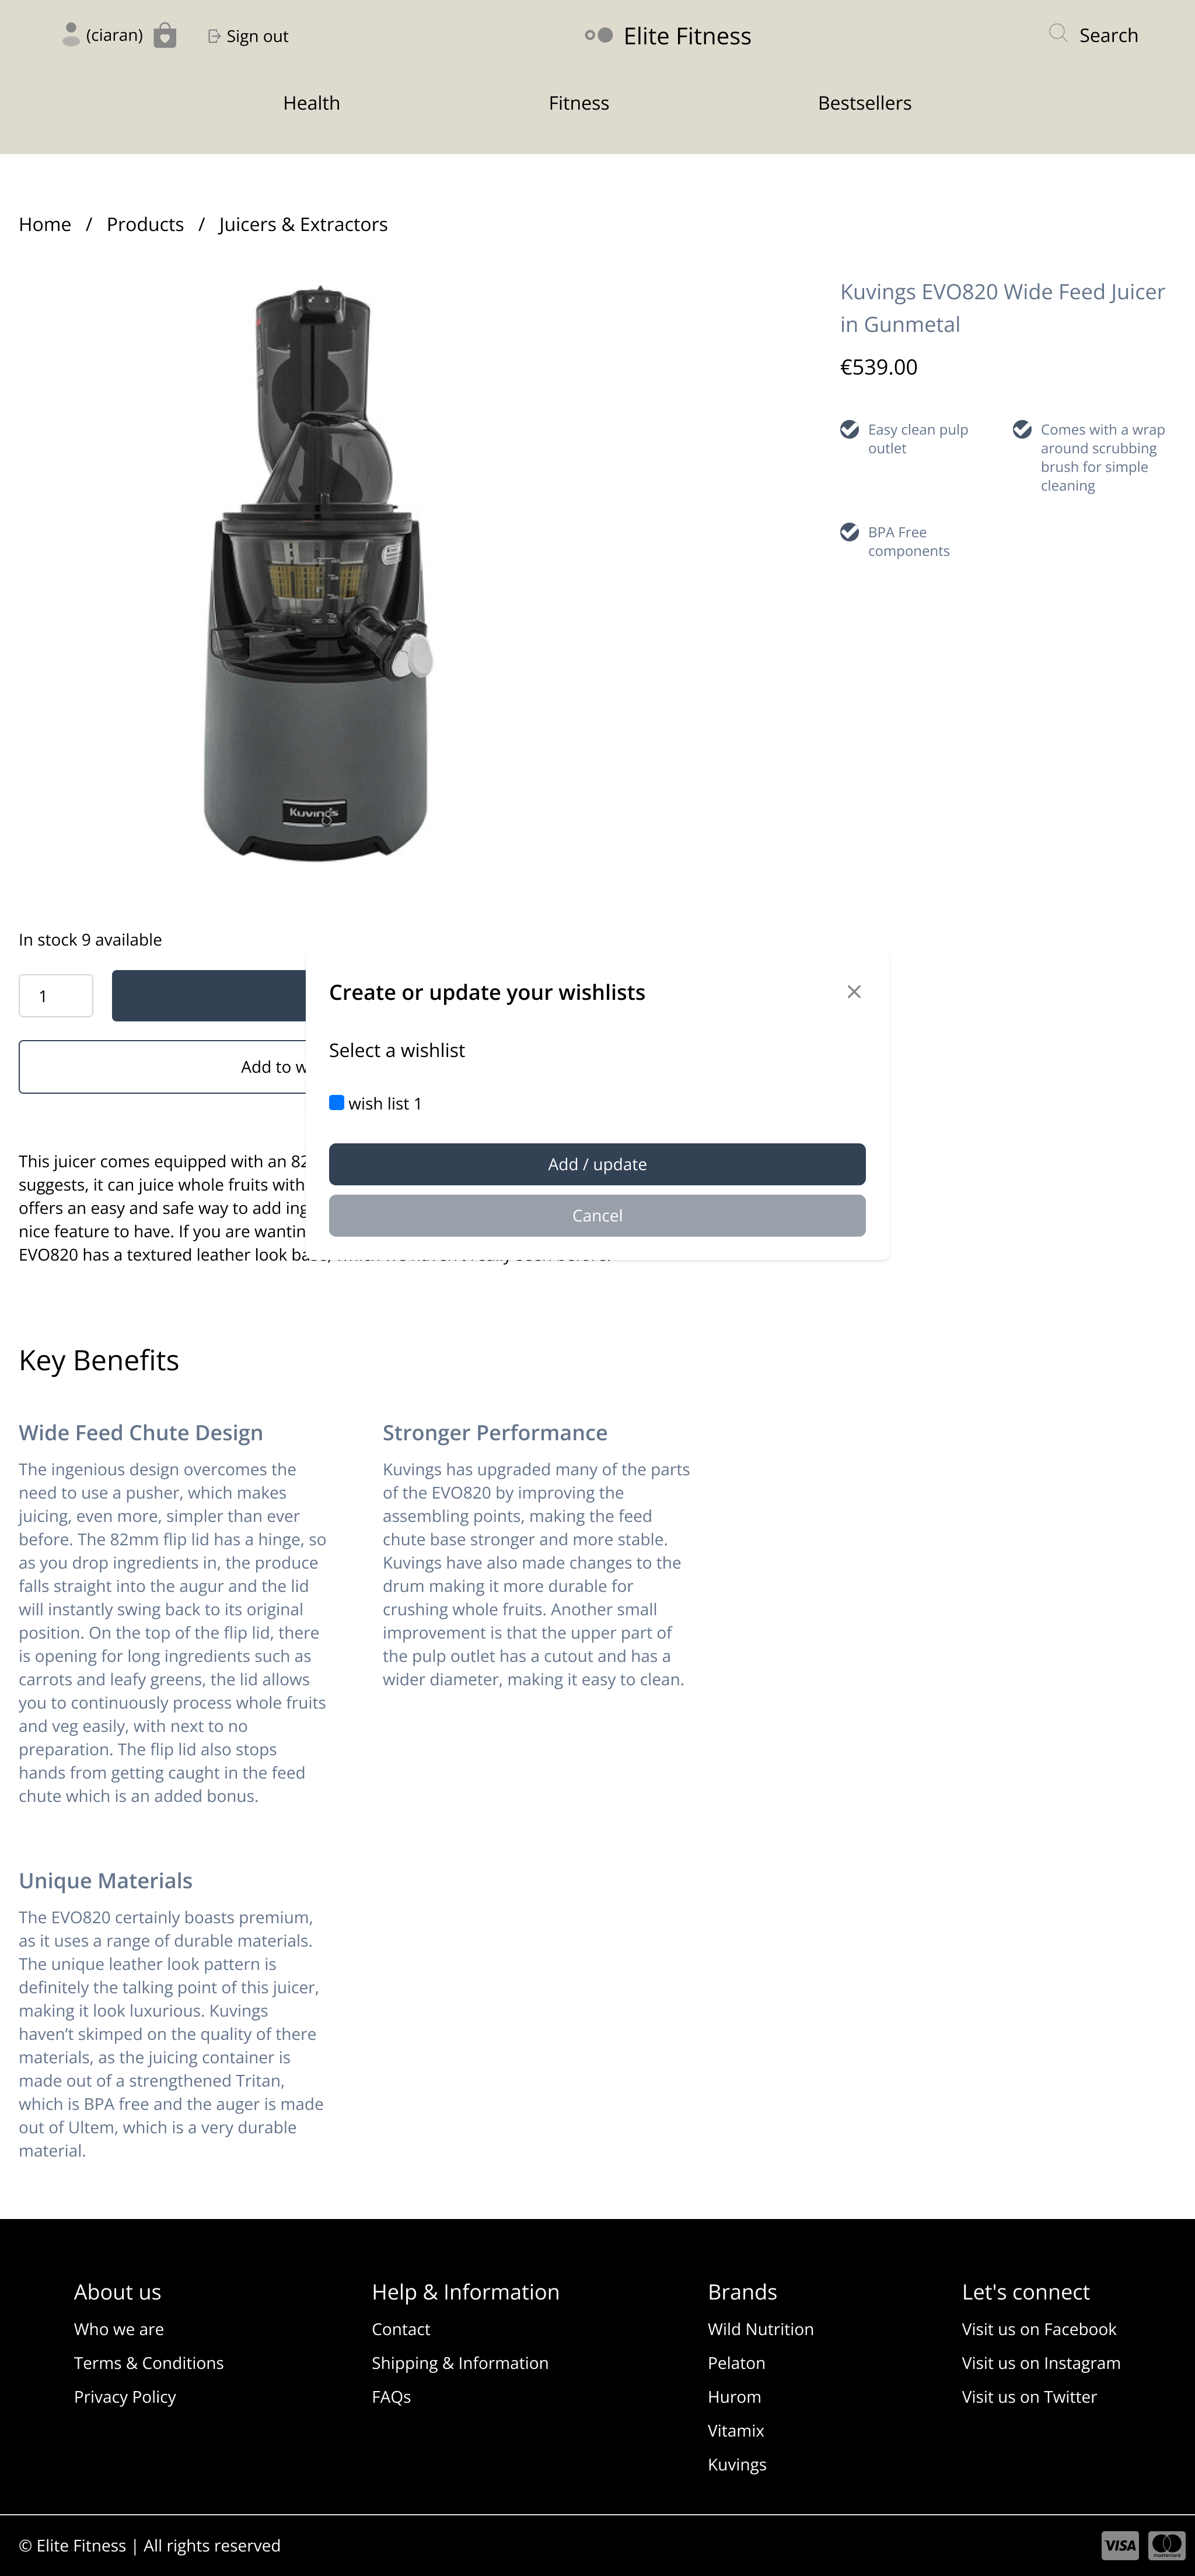 (ciaran)
Sign out
Elite Fitness
Search
Health
Fitness
Bestsellers
Home / Products / Juicers & Extractors
Kuvings EVO820 Wide Feed Juicer
in Gunmetal
€539.00
Easy clean pulp
outlet
Comes with a wrap
around scrubbing
brush for simple
cleaning
BPA Free
components
Kuvings
In stock 9 available
1
Add to w
Create or update your wishlists
Select a wishlist
wish list 1
Add / update
Cancel
This juicer comes equipped with an 82
suggests, it can juice whole fruits with
offers an easy and safe way to add ing
nice feature to have. If you are wantin
EVO820 has a textured leather look base, which we haven't really seen before.
Key Benefits
Wide Feed Chute Design
The ingenious design overcomes the
need to use a pusher, which makes
juicing, even more, simpler than ever
before. The 82mm flip lid has a hinge, so
as you drop ingredients in, the produce
falls straight into the augur and the lid
will instantly swing back to its original
position. On the top of the flip lid, there
is opening for long ingredients such as
carrots and leafy greens, the lid allows
you to continuously process whole fruits
and veg easily, with next to no
preparation. The flip lid also stops
hands from getting caught in the feed
chute which is an added bonus.
Stronger Performance
Kuvings has upgraded many of the parts
of the EVO820 by improving the
assembling points, making the feed
chute base stronger and more stable.
Kuvings have also made changes to the
drum making it more durable for
crushing whole fruits. Another small
improvement is that the upper part of
the pulp outlet has a cutout and has a
wider diameter, making it easy to clean.
Unique Materials
The EVO820 certainly boasts premium,
as it uses a range of durable materials.
The unique leather look pattern is
definitely the talking point of this juicer,
making it look luxurious. Kuvings
haven’t skimped on the quality of there
materials, as the juicing container is
made out of a strengthened Tritan,
which is BPA free and the auger is made
out of Ultem, which is a very durable
material.
About us
Who we are
Terms & Conditions
Privacy Policy
Help & Information
Contact
Shipping & Information
FAQs
Brands
Wild Nutrition
Pelaton
Hurom
Vitamix
Kuvings
Let's connect
Visit us on Facebook
Visit us on Instagram
Visit us on Twitter
© Elite Fitness | All rights reserved
VISA
mastercard